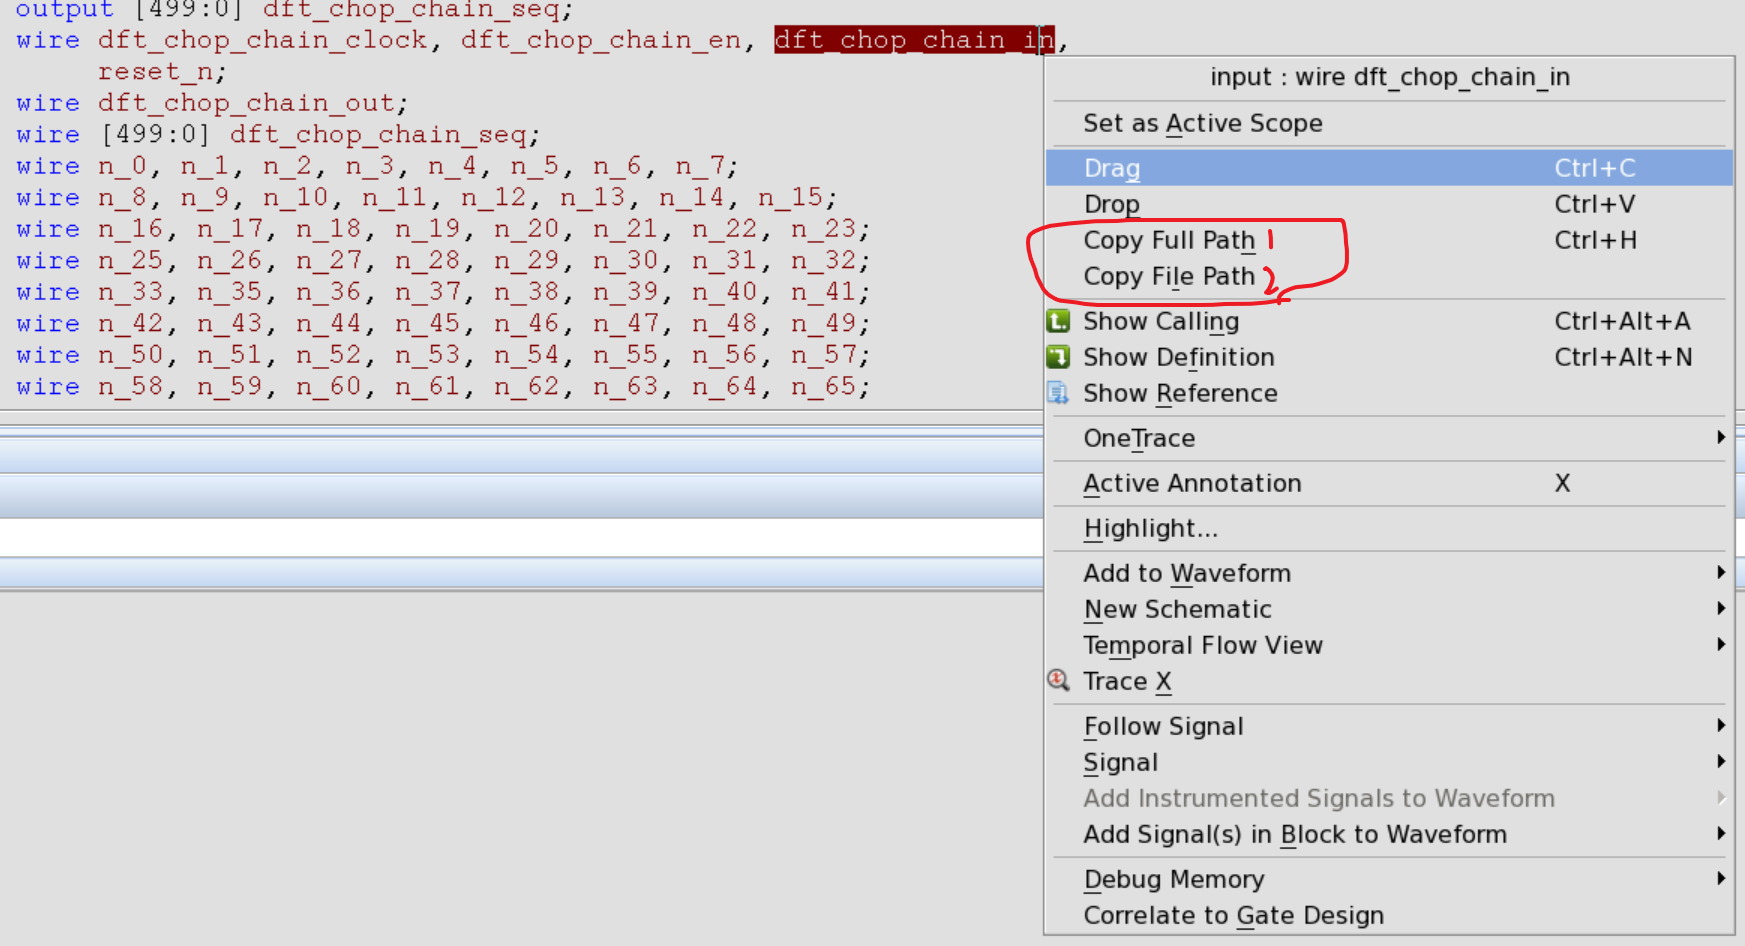 output [499:0] dft_chop_chain_seq;
wire dft_chop_chain_clock, dft_chop_chain_en, dft_chop_chain_in,
reset_n;
wire dft_chop_chain_out;
wire [499:0] dft_chop_chain_seq;
wire n_0, n_1, n_2, n_3, n_4, n_5, n_6, n_7;
wire n_8, n_9, n_10, n_11, n_12, n_13, n_14, n_15;
wire n_16, n_17, n_18, n_19, n_20, n_21, n_22, n_23;
wire n_25, n_26, n_27, n_28, n_29, n_30, n_31, n_32;
wire n_33, n_35, n_36, n_37, n_38, n_39, n_40, n_41;
wire n_42, n_43, n_44, n_45, n_46, n_47, n_48, n_49;
wire n_50, n_51, n_52, n_53, n_54, n_55, n_56, n_57;
wire n_58, n_59, n_60, n_61, n_62, n_63, n_64, n_65;
input : wire dft_chop_chain_in
Set as Active Scope
Drag Ctrl+C
Drop Ctrl+V
Copy Full Path 1 Ctrl+H
Copy File Path 2
Show Calling Ctrl+Alt+A
Show Definition Ctrl+Alt+N
Show Reference
OneTrace
Active Annotation X
Highlight...
Add to Waveform
New Schematic
Temporal Flow View
Trace X
Follow Signal
Signal
Add Instrumented Signals to Waveform
Add Signal(s) in Block to Waveform
Debug Memory
Correlate to Gate Design